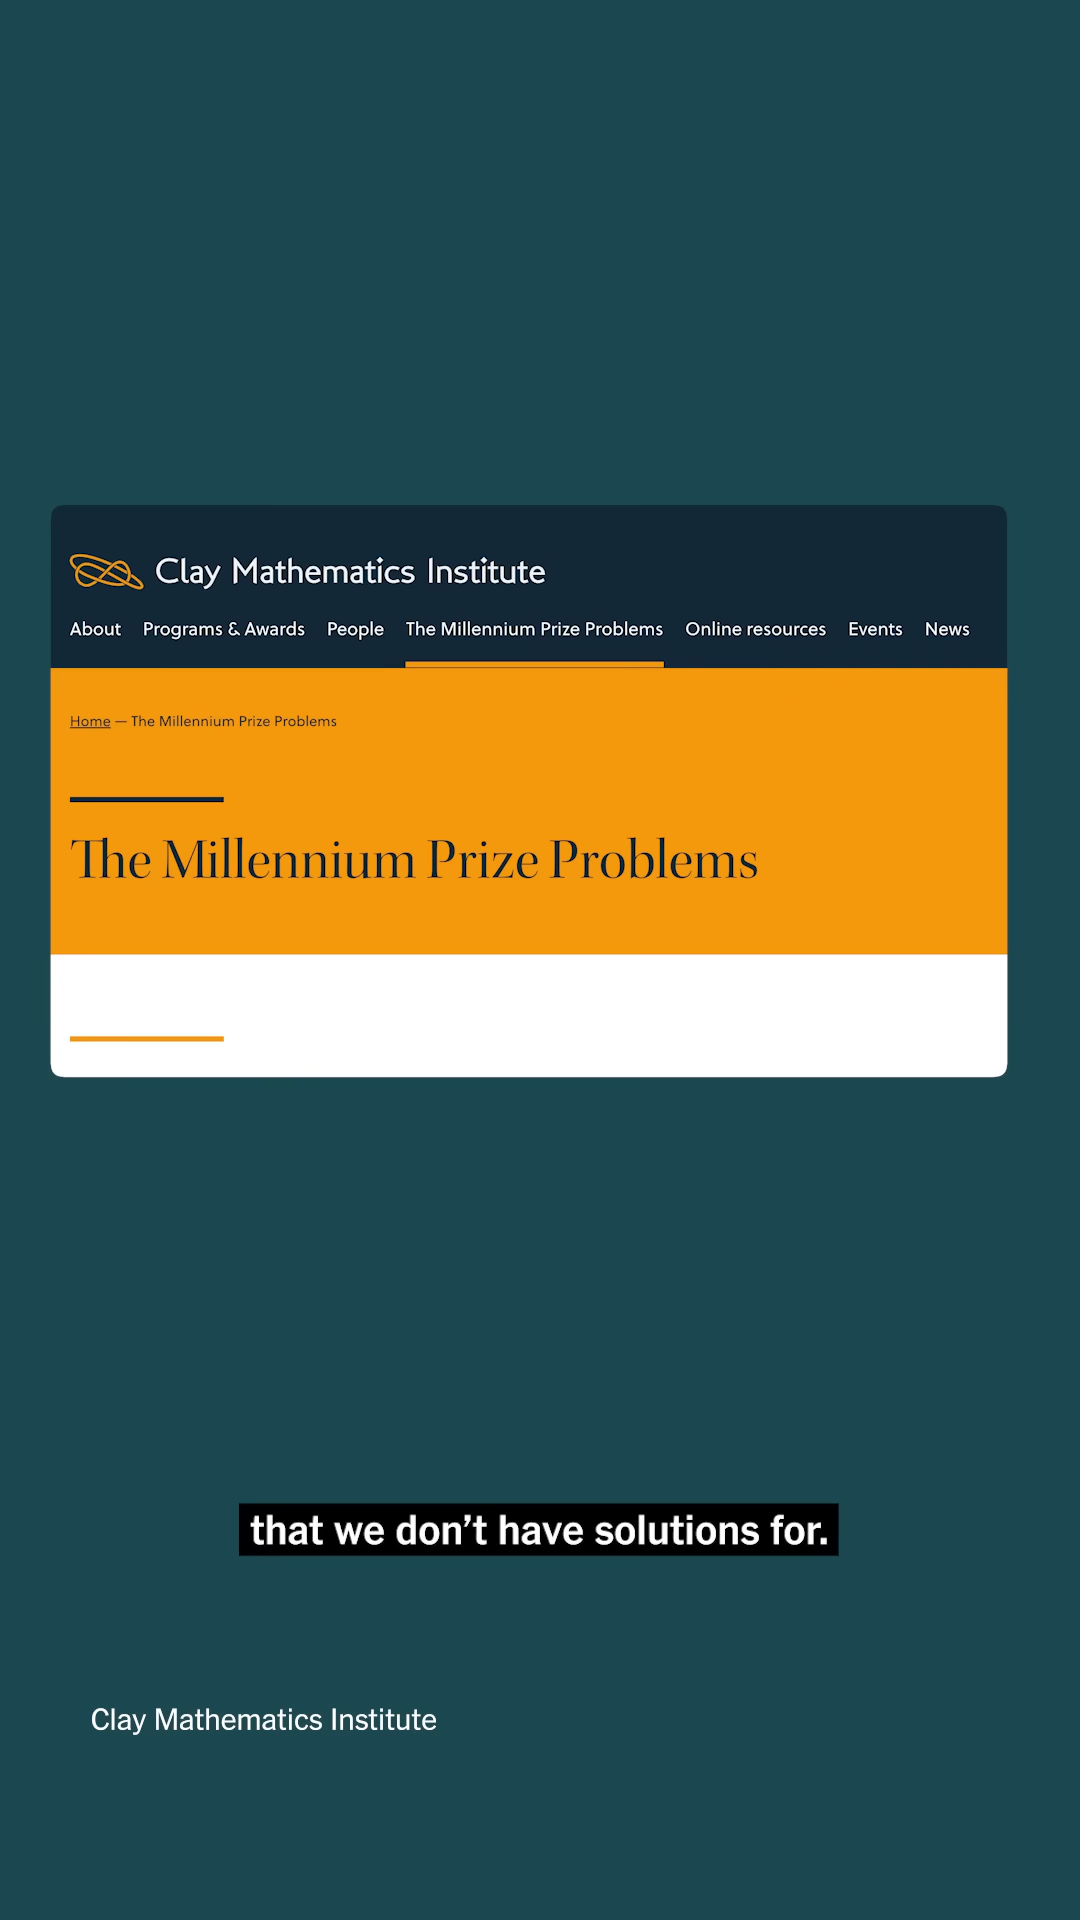 Clay Mathematics Institute
About Programs & Awards People The Millennium Prize Problems Online resources Events News
Home — The Millennium Prize Problems
The Millennium Prize Problems
that we don’t have solutions for.
Clay Mathematics Institute